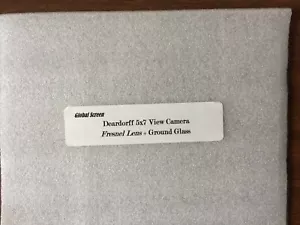 Global Screen
Deardorff 5x7 View Camera
Fresnel Lens + Ground Glass